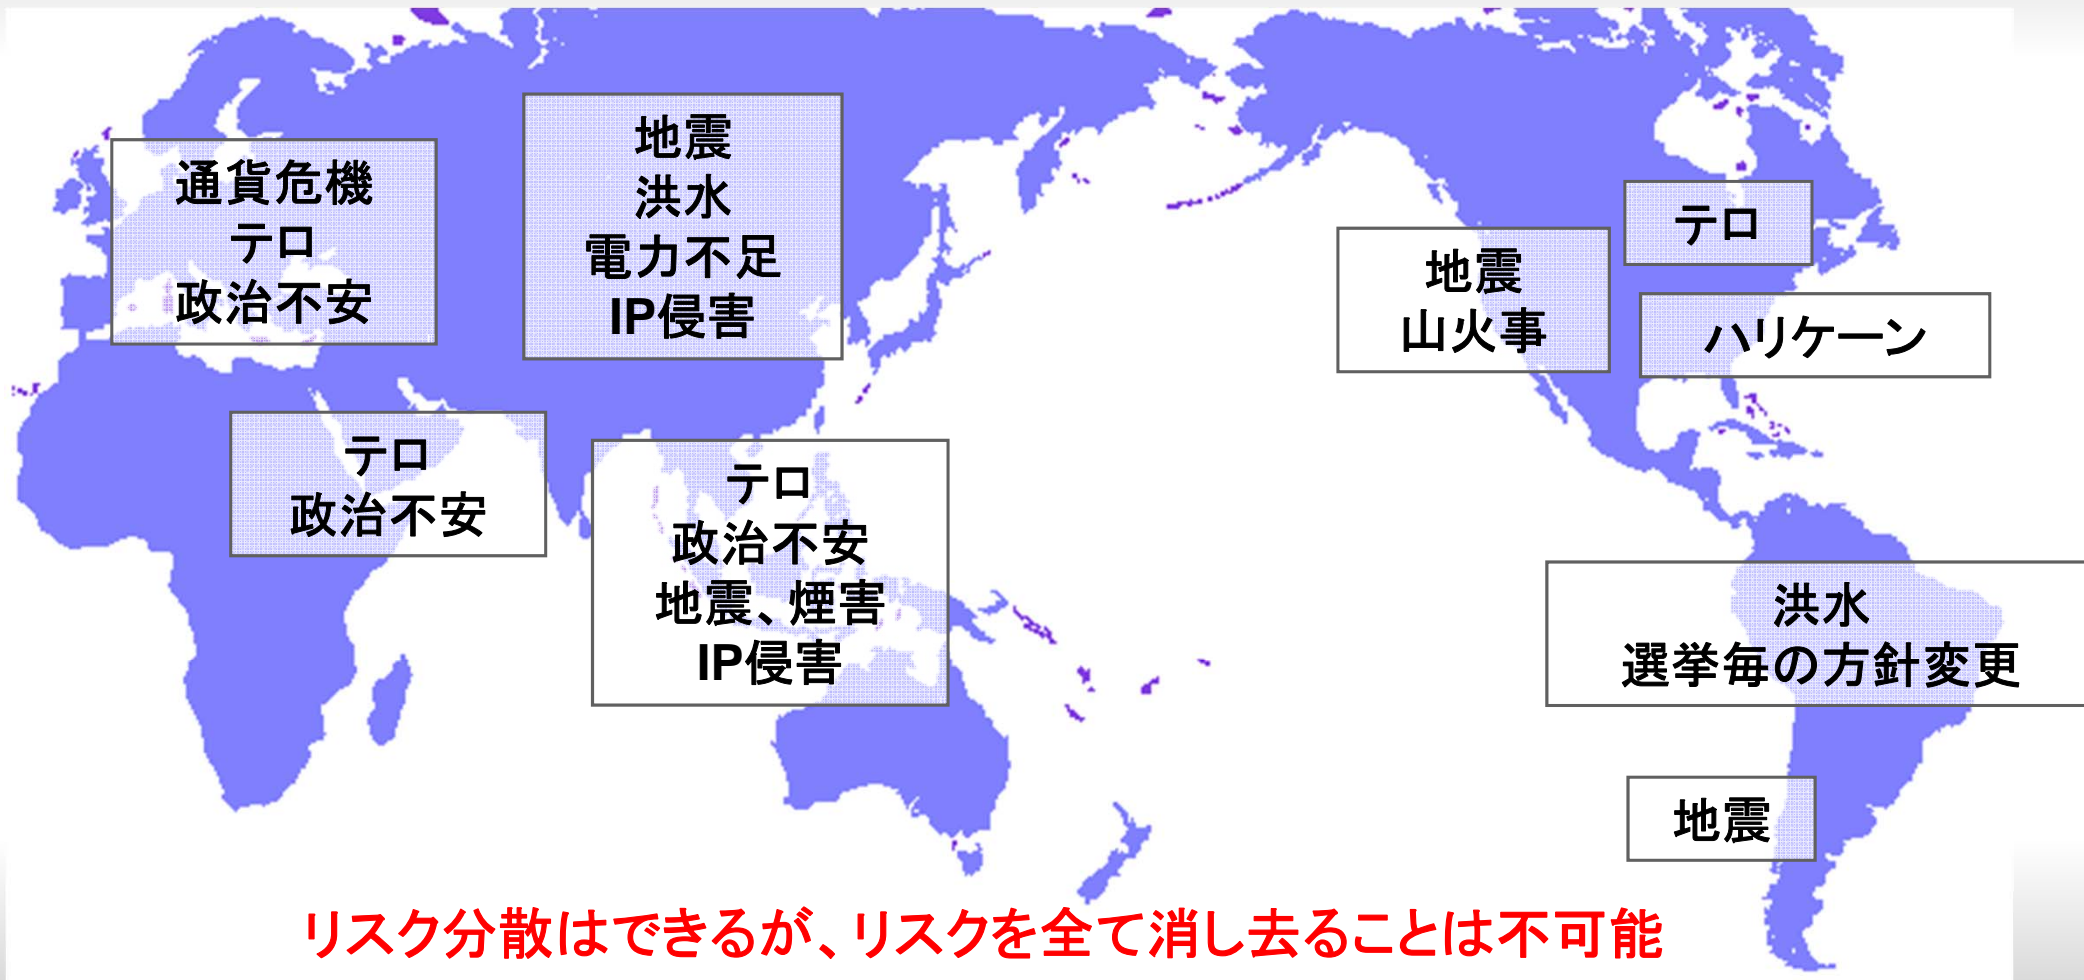 通貨危機
テロ
政治不安
地震
洪水
電力不足
IP侵害
テロ
地震
山火事
ハリケーン
テロ
政治不安
テロ
政治不安
地震、煙害
IP侵害
洪水
選挙毎の方針変更
地震
リスク分散はできるが、リスクを全て消し去ることは不可能